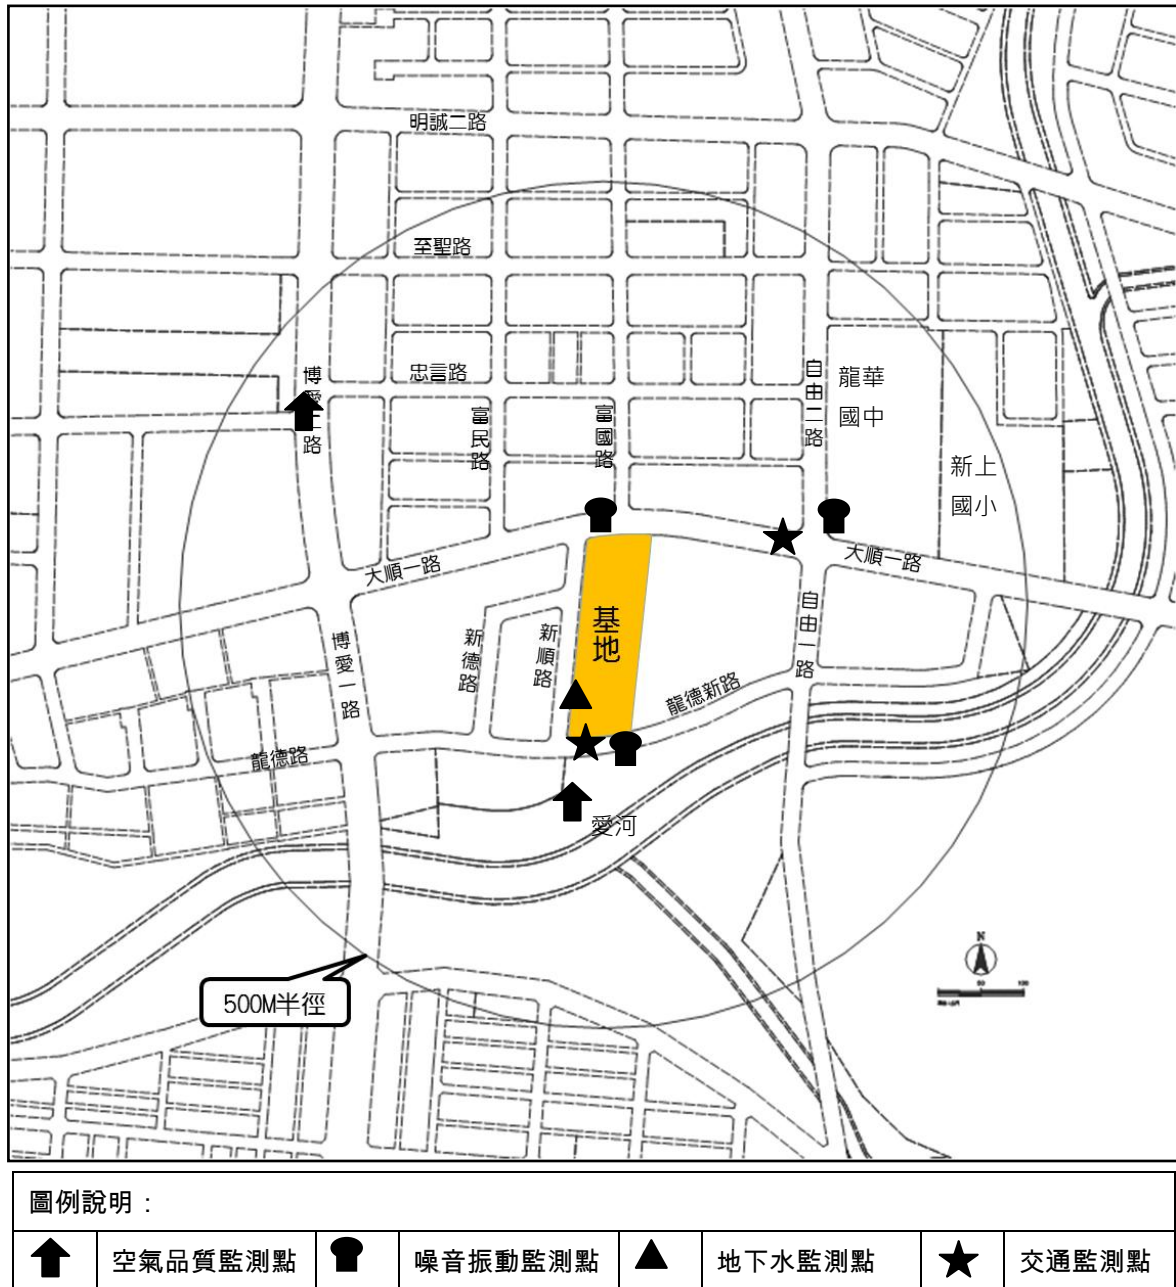 明誠二路
至聖路
忠言路
博愛二路
富民路
富國路
自由二路
龍華
國中
新上
國小
大順一路
大順一路
基地
新德路
新順路
博愛一路
自由一路
龍德新路
龍德路
愛河
500M半徑
N
50
100
圖例說明：
空氣品質監測點
噪音振動監測點
地下水監測點
交通監測點